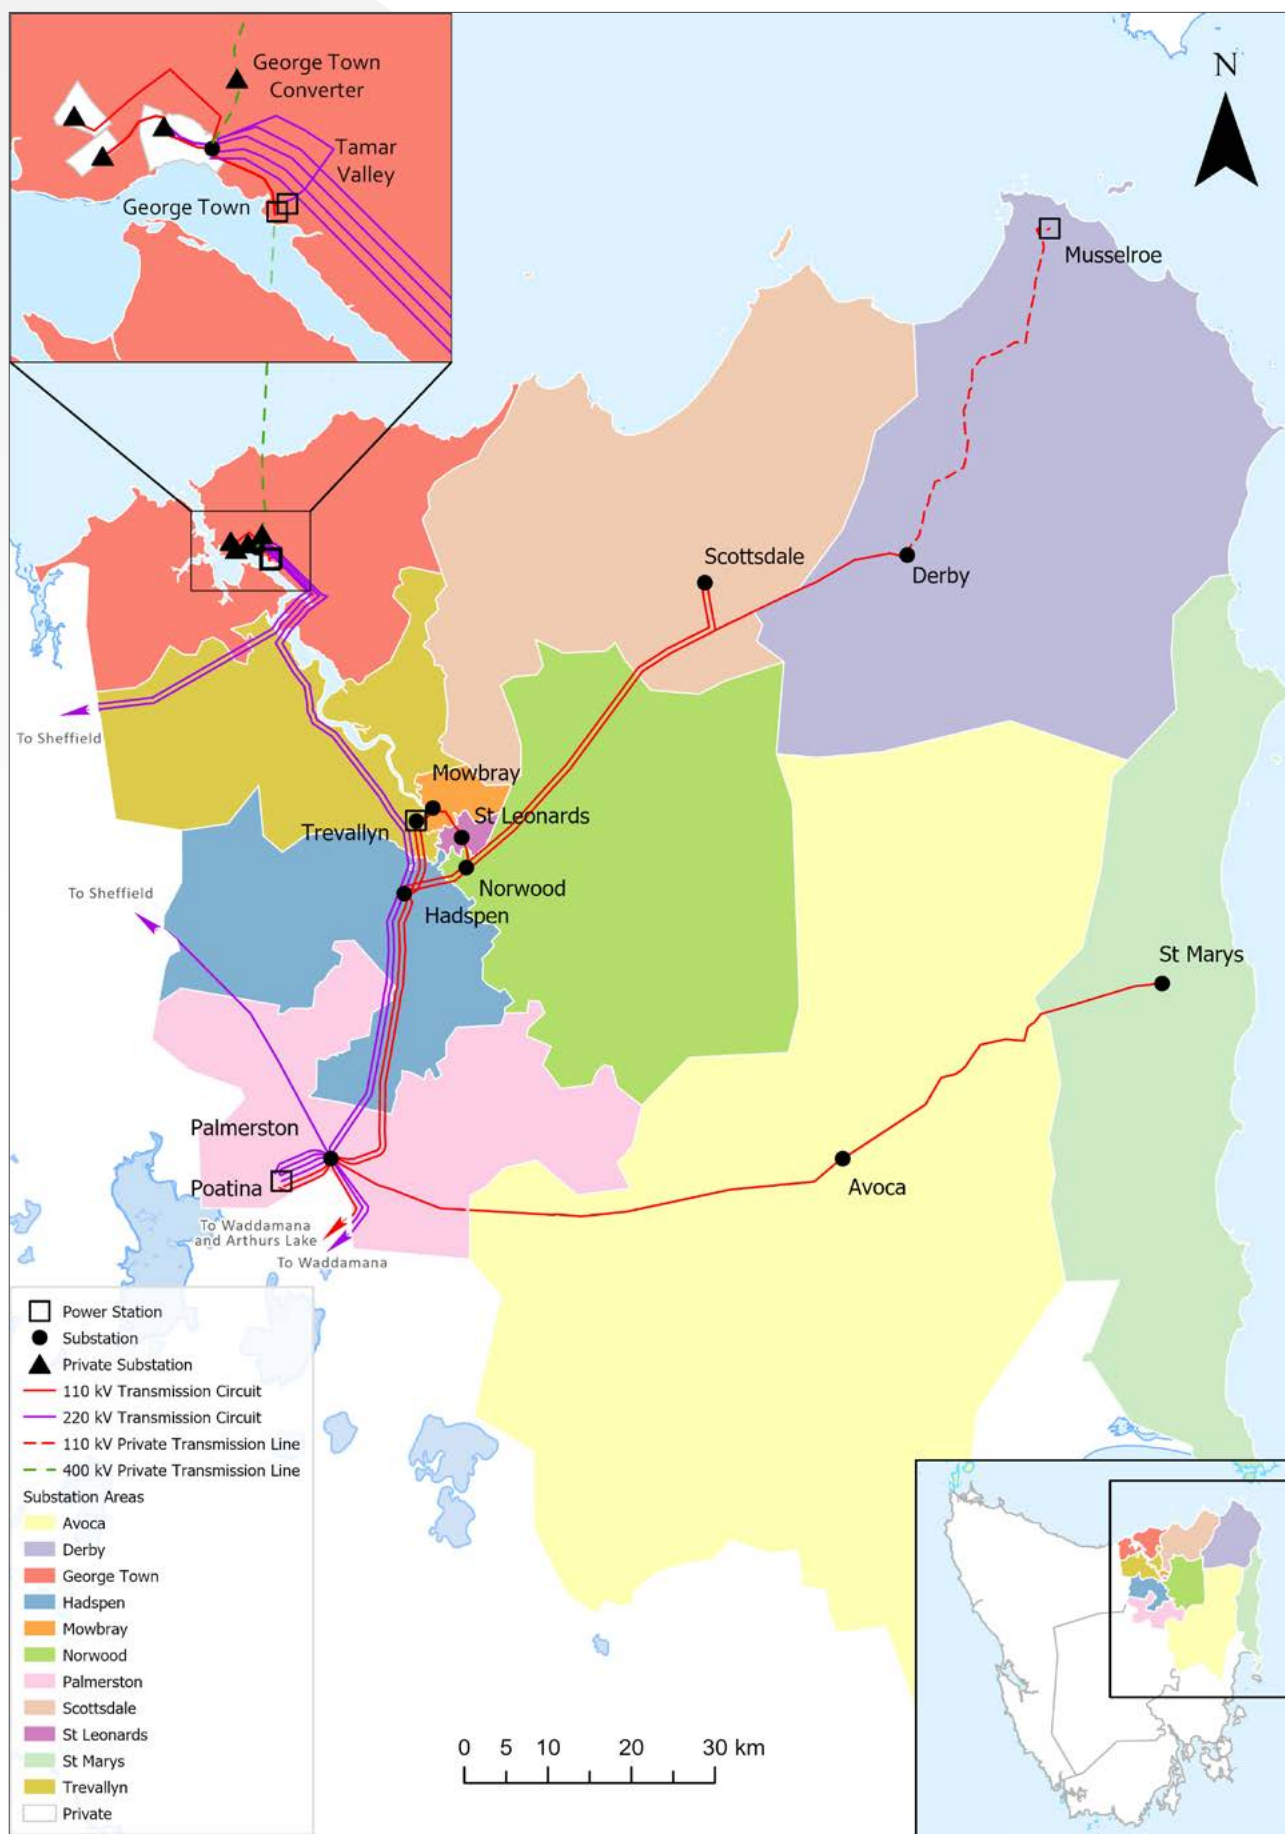 George Town
Converter
Tamar
Valley
George Town
N
Musselroe
Scottsdale
Derby
To Sheffield
Mowbray
St Leonards
Trevallyn
Norwood
To Sheffield
Hadspen
St Marys
Palmerston
Poatina
Avoca
To Waddamana
and Arthurs Lake
To Waddamana
Power Station
Substation
Private Substation
110 kV Transmission Circuit
220 kV Transmission Circuit
110 kV Private Transmission Line
400 kV Private Transmission Line
Substation Areas
Avoca
Derby
George Town
Hadspen
Mowbray
Norwood
Palmerston
Scottsdale
St Leonards
St Marys
Trevallyn
Private
0 5 10 20 30 km